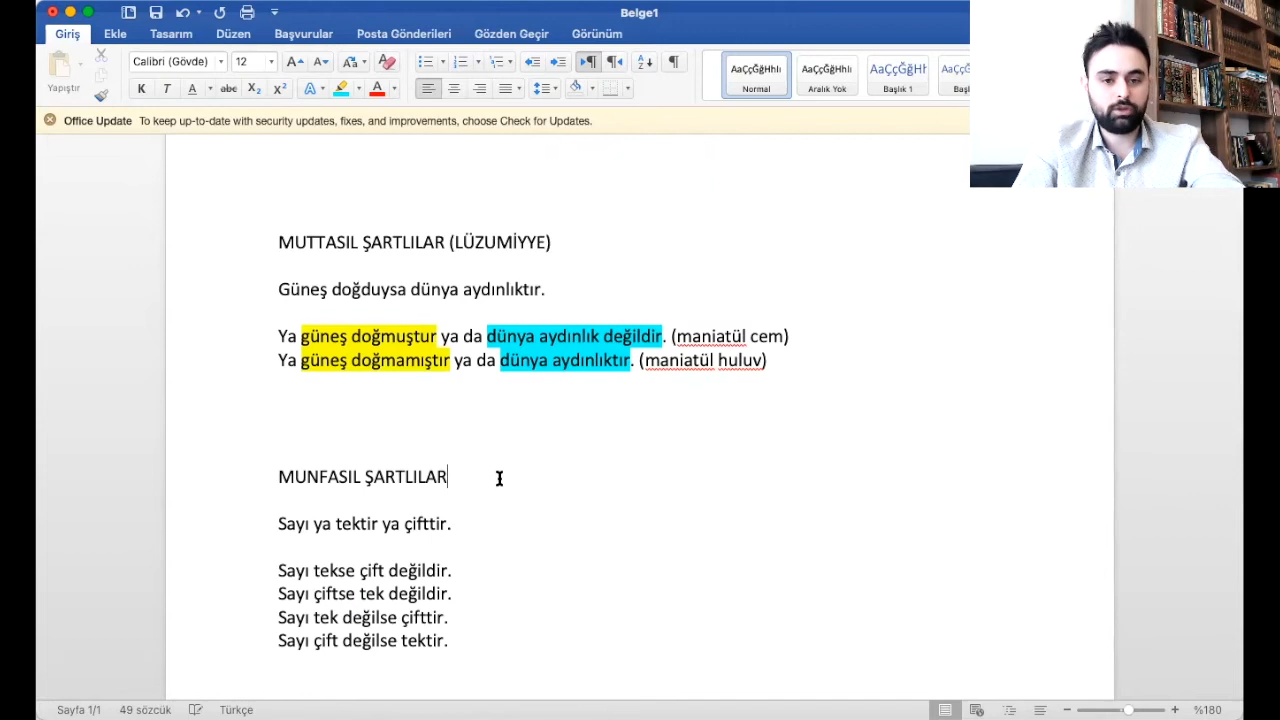 Belge1
Giriş Ekle Tasarım Düzen Başvurular Posta Gönderileri Gözden Geçir Görünüm
Yapıştır
Calibri (Gövde) 12
AaÇçĞğHhIı AaÇçĞğHhIı AaÇçĞğHł
Normal Aralık Yok Başlık 1 Baş
Office Update To keep up-to-date with security updates, fixes, and improvements, choose Check for Updates.
MUTTASIL ŞARTLILAR (LÜZUMİYYE)
Güneş doğduysa dünya aydınlıktır.
Ya güneş doğmuştur ya da dünya aydınlık değildir. (maniatül cem)
Ya güneş doğmamıştır ya da dünya aydınlıktır. (maniatül huluv)
MUNFASIL ŞARTLILAR
Sayı ya tektir ya çifttir.
Sayı tekse çift değildir.
Sayı çiftse tek değildir.
Sayı tek değilse çifttir.
Sayı çift değilse tektir.
Sayfa 1/1 49 sözcük Türkçe %180